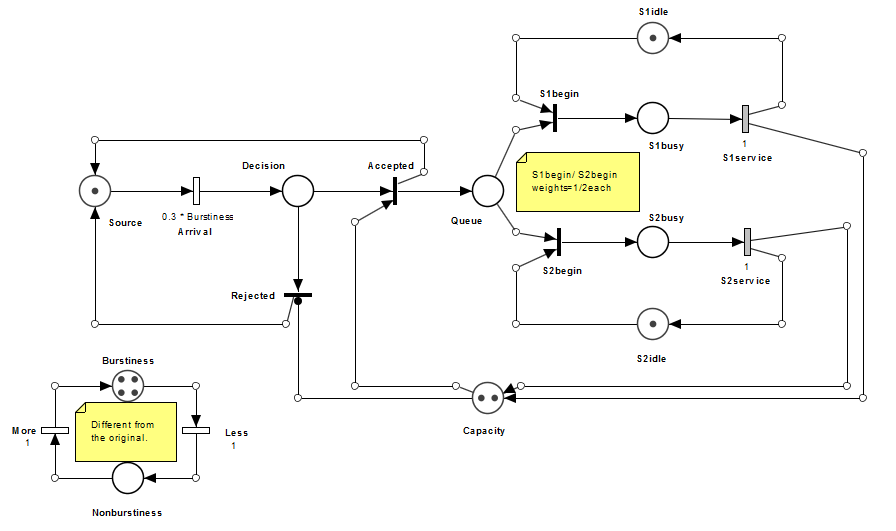 S1idle
S1begin
S1busy
1
S1service
Decision
Accepted
S1begin/ S2begin
weights=1/2each
Source
0.3 * Burstiness
Arrival
Queue
S2busy
S2begin
1
S2service
Rejected
S2idle
Burstiness
Different from
the original.
More
1
Less
1
Capacity
Nonburstiness